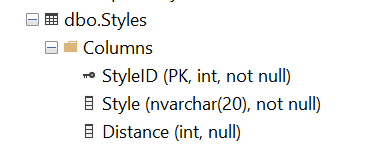 dbo.Styles
Columns
StyleID (PK, int, not null)
Style (nvarchar(20), not null)
Distance (int, null)